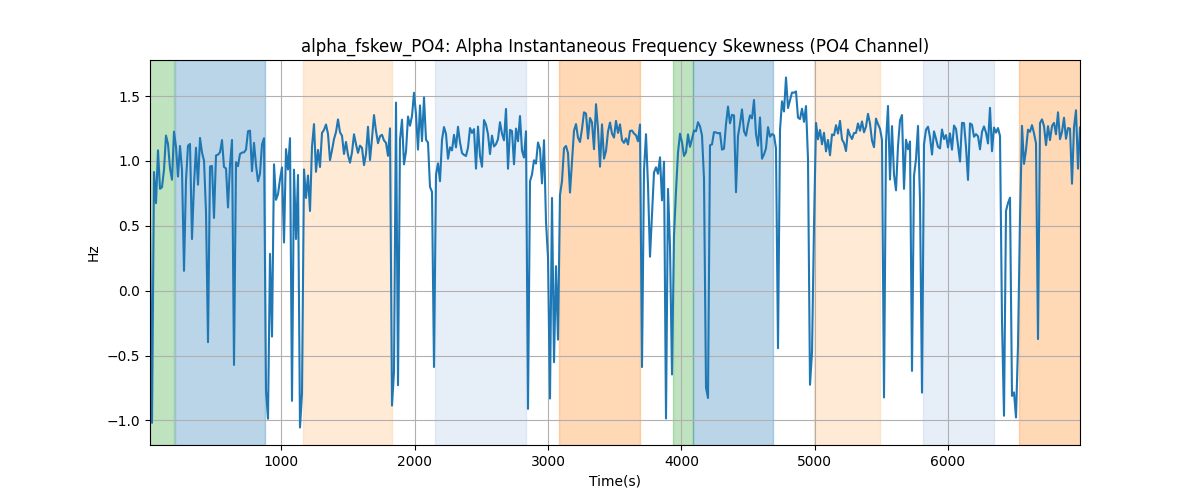 alpha_fskew_PO4: Alpha Instantaneous Frequency Skewness (PO4 Channel)
1.5
1.0
0.5
0.0
−0.5
−1.0
Hz
1000 2000 3000 4000 5000 6000
Time(s)